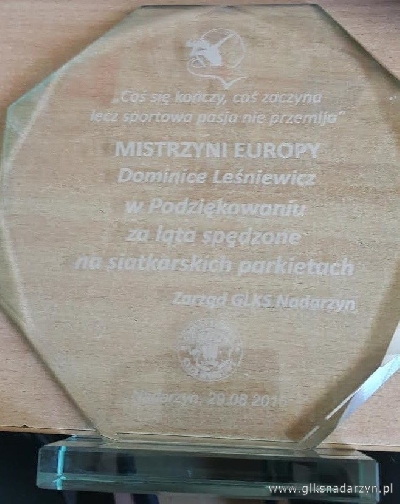 „Coś się kończy, coś zaczyna
lecz sportowa pasja nie przemija"
MISTRZYNI EUROPY
Dominice Leśniewicz
w Podziękowaniu
za lata spędzone
na siatkarskich parkietach
Zarząd GLKS Nadarzyn
Nadarzyn, 29.08
www.glksnadarzyn.pl